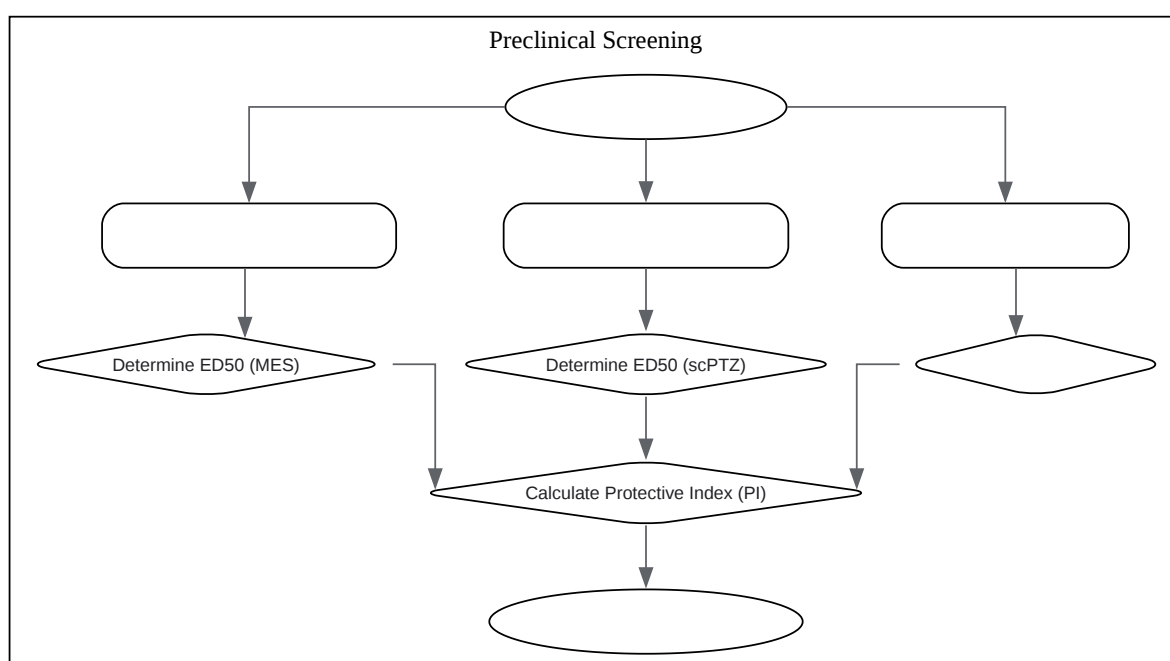 Preclinical Screening
Determine ED50 (MES)
Determine ED50 (scPTZ)
Calculate Protective Index (PI)